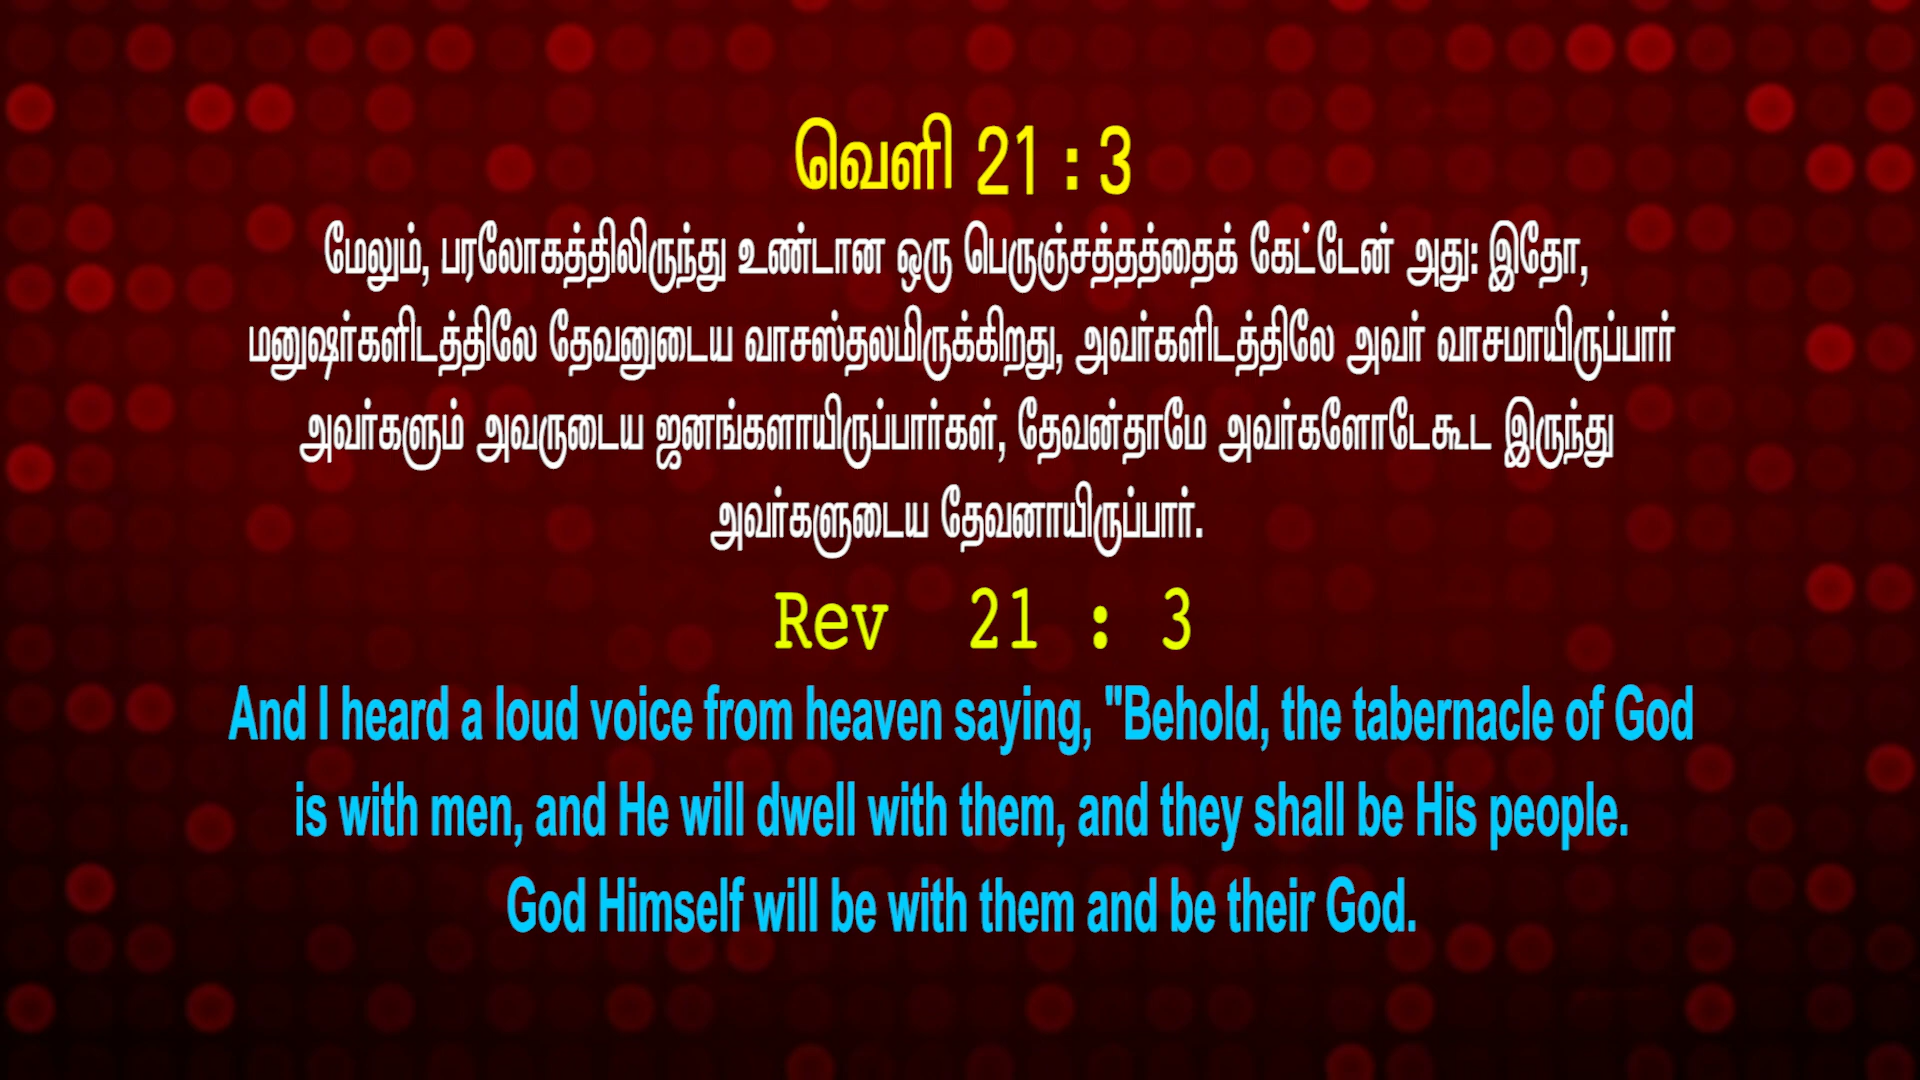 வெளி 21 : 3
மேலும், பரலோகத்திலிருந்து உண்டான ஒரு பெருஞ்சத்தத்தைக் கேட்டேன் அது: இதோ,
மனுஷர்களிடத்திலே தேவனுடைய வாசஸ்தலமிருக்கிறது, அவர்களிடத்திலே அவர் வாசமாயிருப்பார்
அவர்களும் அவருடைய ஜனங்களாயிருப்பார்கள், தேவன்தாமே அவர்களோடேகூட இருந்து
அவர்களுடைய தேவனாயிருப்பார்.
Rev 21 : 3
And I heard a loud voice from heaven saying, "Behold, the tabernacle of God
is with men, and He will dwell with them, and they shall be His people.
God Himself will be with them and be their God.